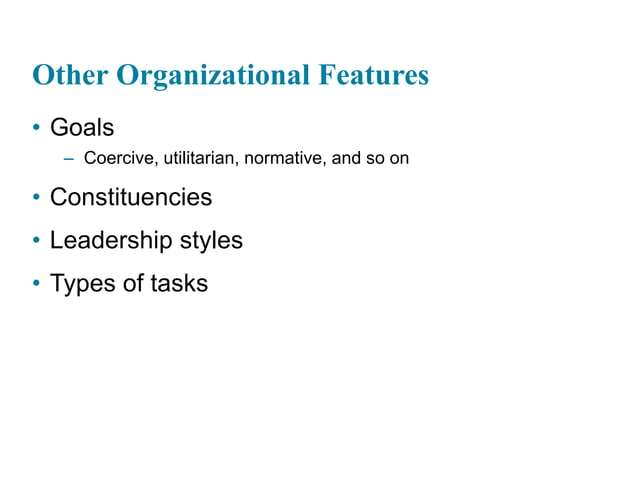 Other Organizational Features
• Goals
– Coercive, utilitarian, normative, and so on
• Constituencies
• Leadership styles
• Types of tasks